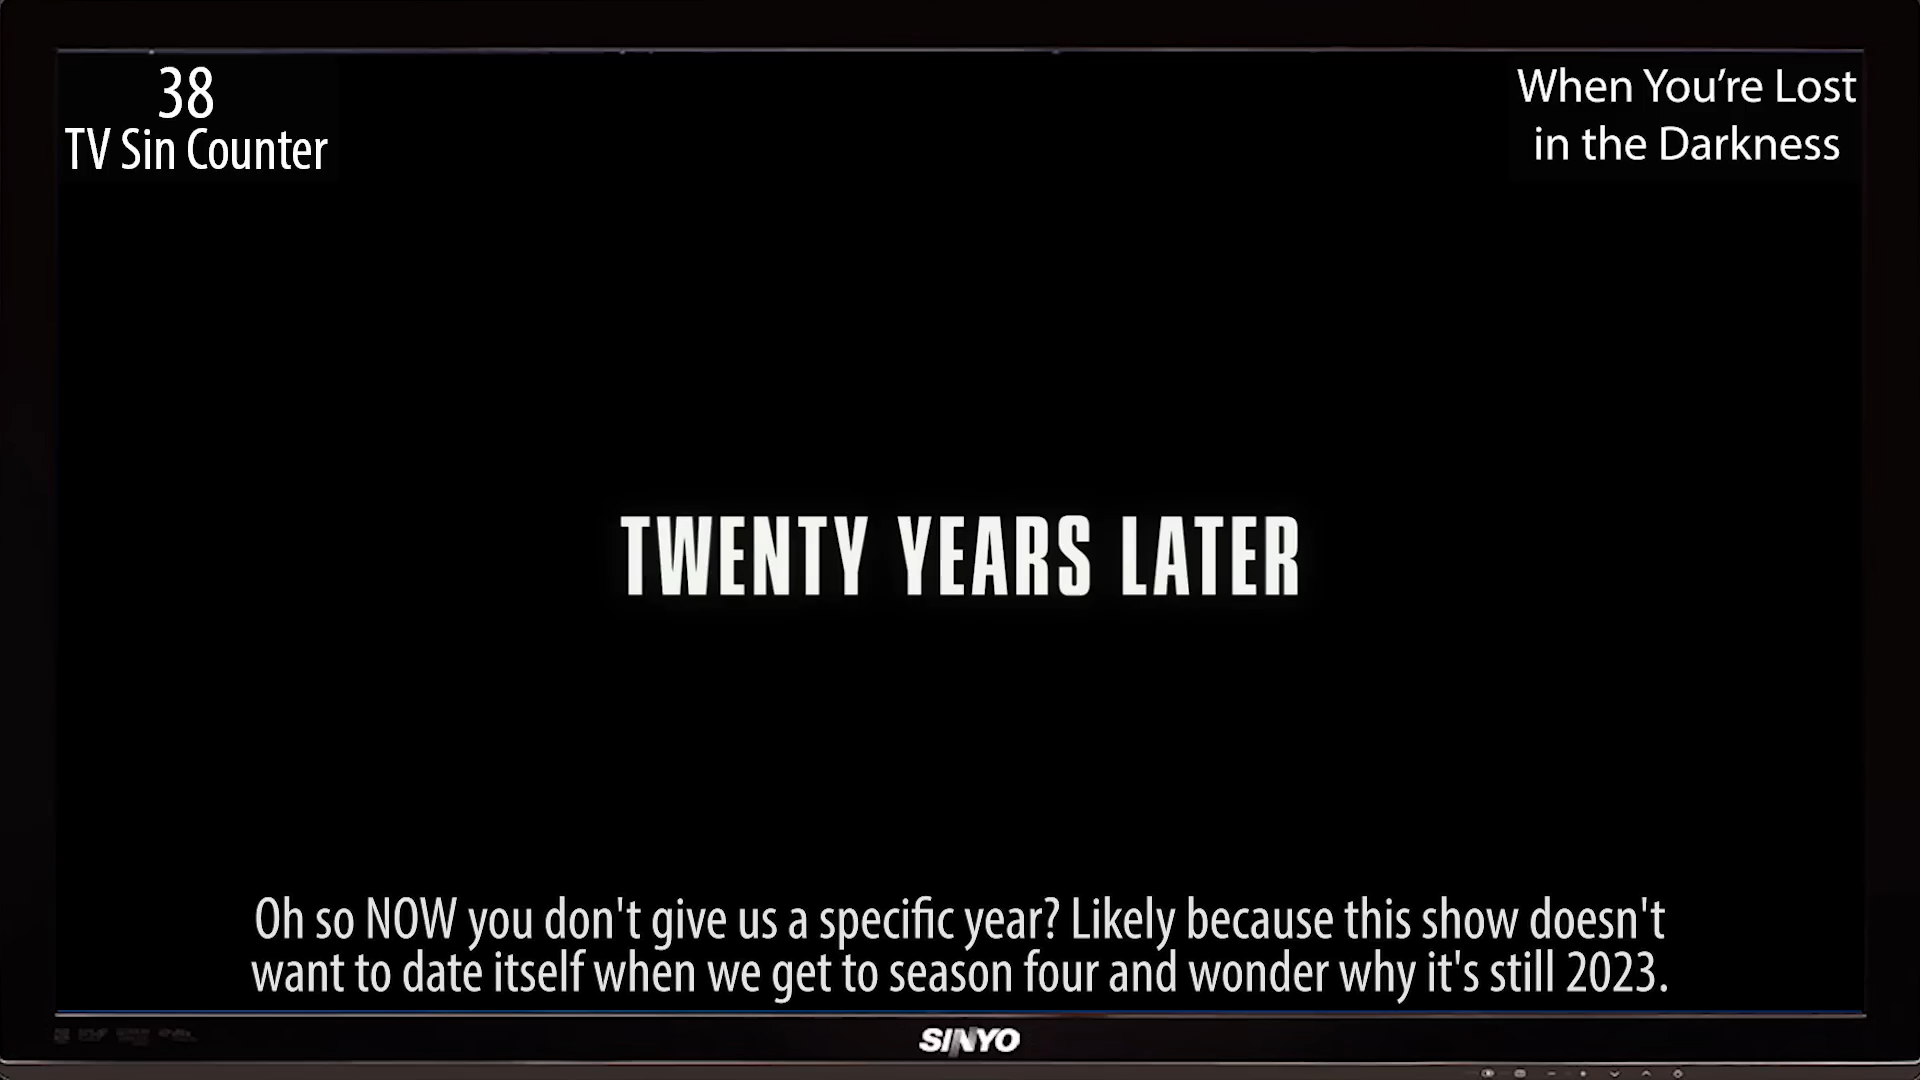 38
TV Sin Counter
When You’re Lost
in the Darkness
TWENTY YEARS LATER
Oh so NOW you don't give us a specific year? Likely because this show doesn't
want to date itself when we get to season four and wonder why it's still 2023.
SINYO